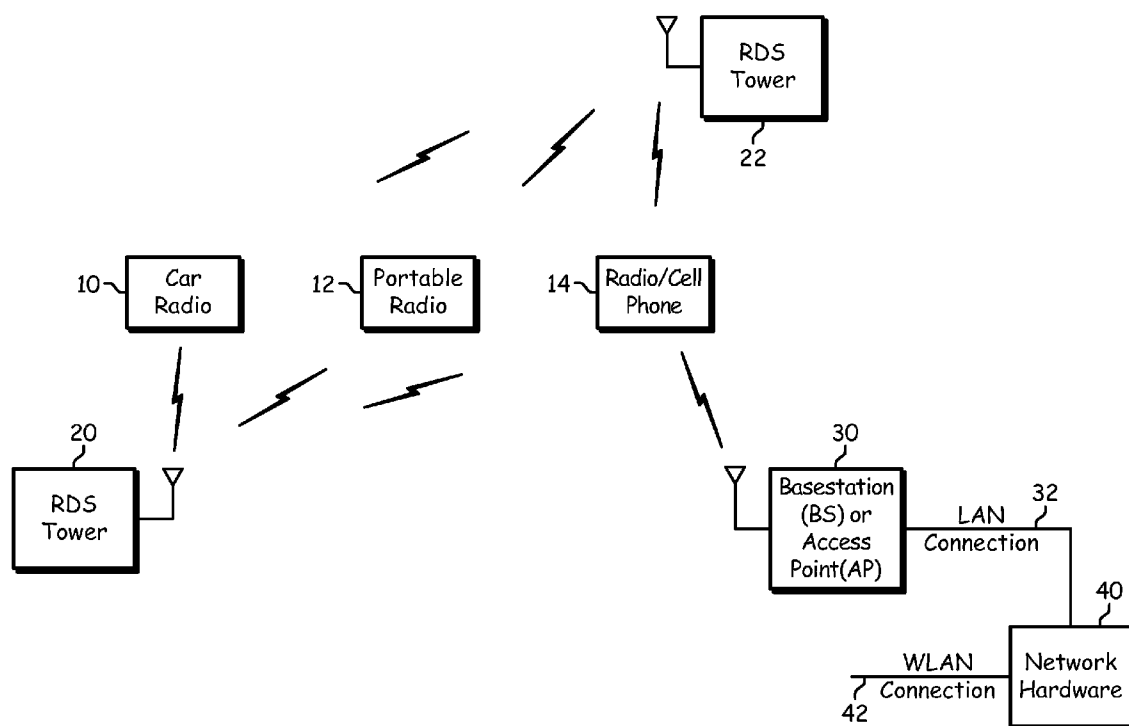 RDS
Tower
22
10
Car
Radio
12
Portable
Radio
14
Radio/Cell
Phone
20
RDS
Tower
30
Basestation
(BS) or
Access
Point(AP)
LAN
Connection
32
40
Network
Hardware
WLAN
Connection
42